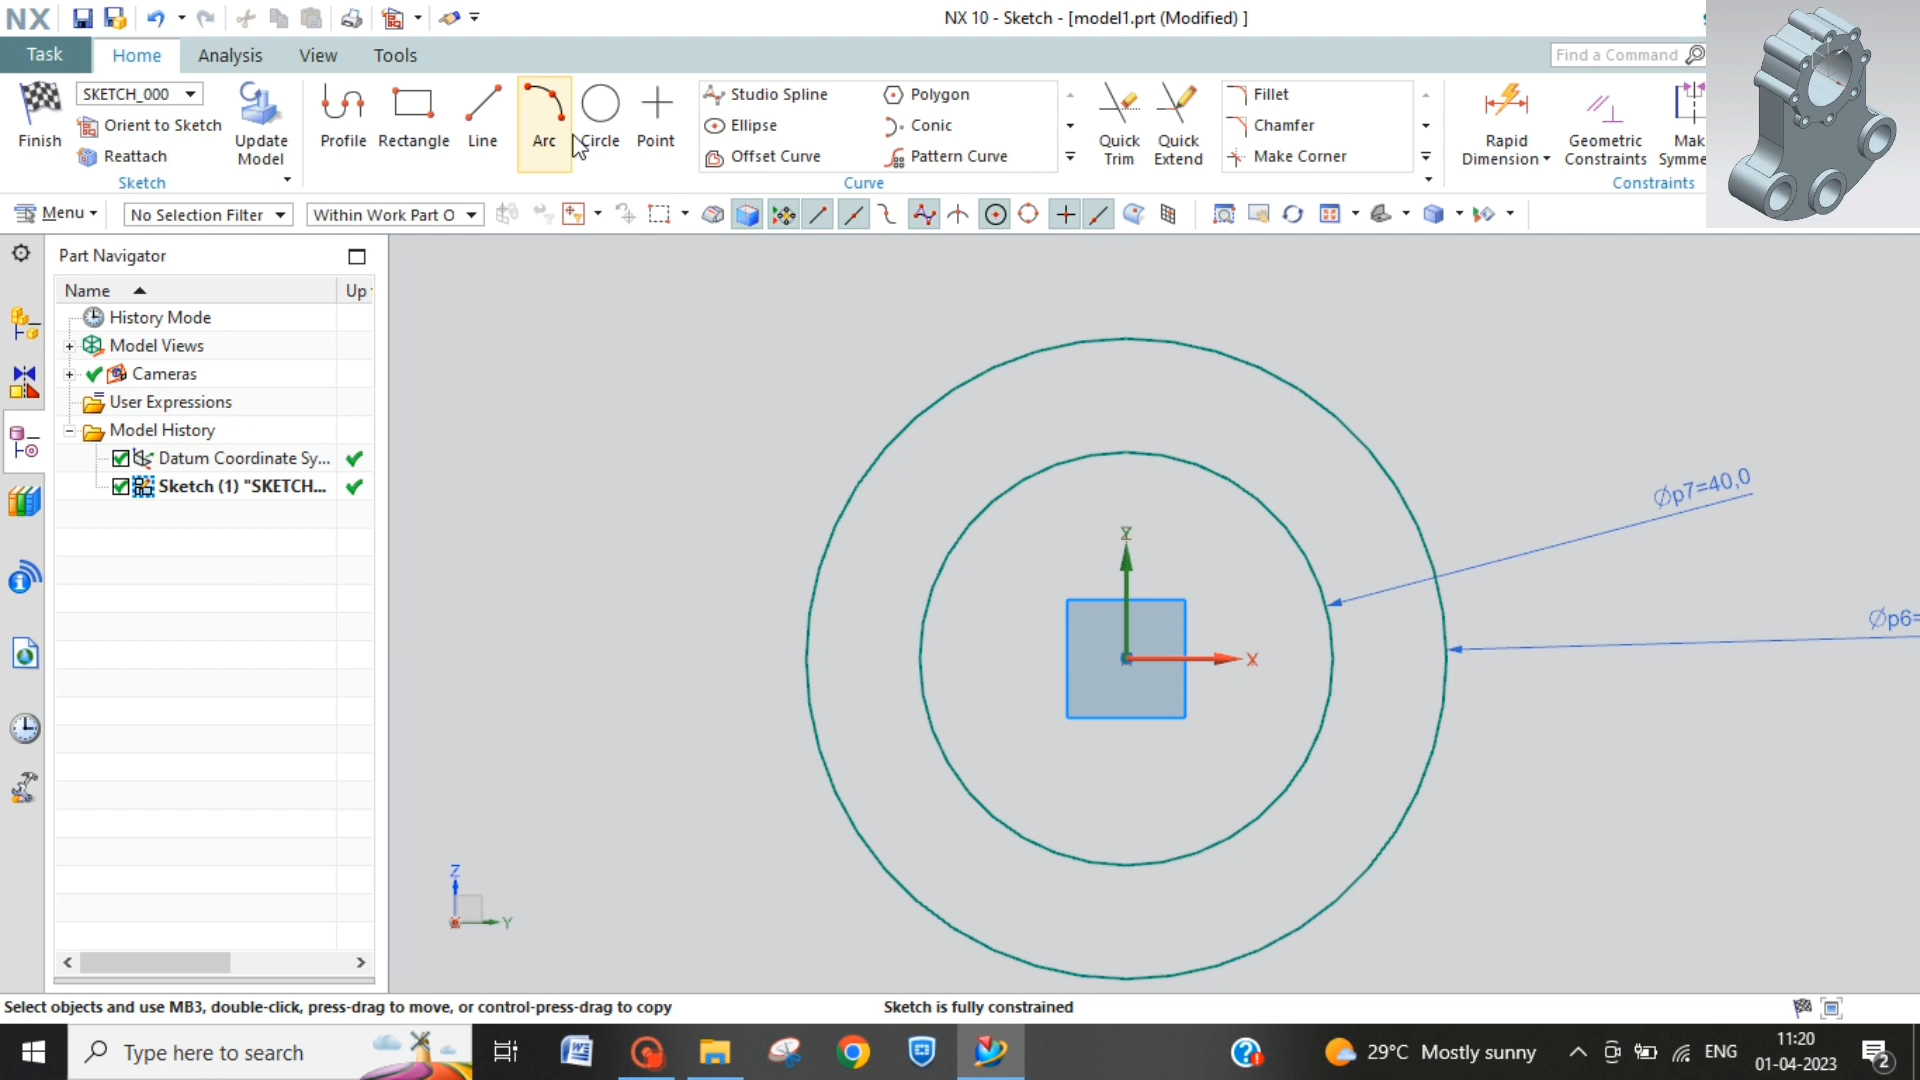 NX
NX 10 - Sketch - [model1.prt (Modified) ]
Task
Home
Analysis
View
Tools
Find a Command
Finish
SKETCH_000
Orient to Sketch
Reattach
Sketch
Update Model
Profile
Rectangle
Line
Arc
Circle
Point
Studio Spline
Ellipse
Offset Curve
Polygon
Conic
Pattern Curve
Curve
Quick Trim
Quick Extend
Fillet
Chamfer
Make Corner
Rapid Dimension
Geometric Constraints
Mak
Symme
Constraints
Menu
No Selection Filter
Within Work Part O
Part Navigator
Name
Up
History Mode
Model Views
Cameras
User Expressions
Model History
Datum Coordinate Sy...
Sketch (1) "SKETCH...
Øp7=40,0
Øp6=
X
Z
Y
Select objects and use MB3, double-click, press-drag to move, or control-press-drag to copy
Sketch is fully constrained
Type here to search
29°C Mostly sunny
ENG
11:20
01-04-2023
2